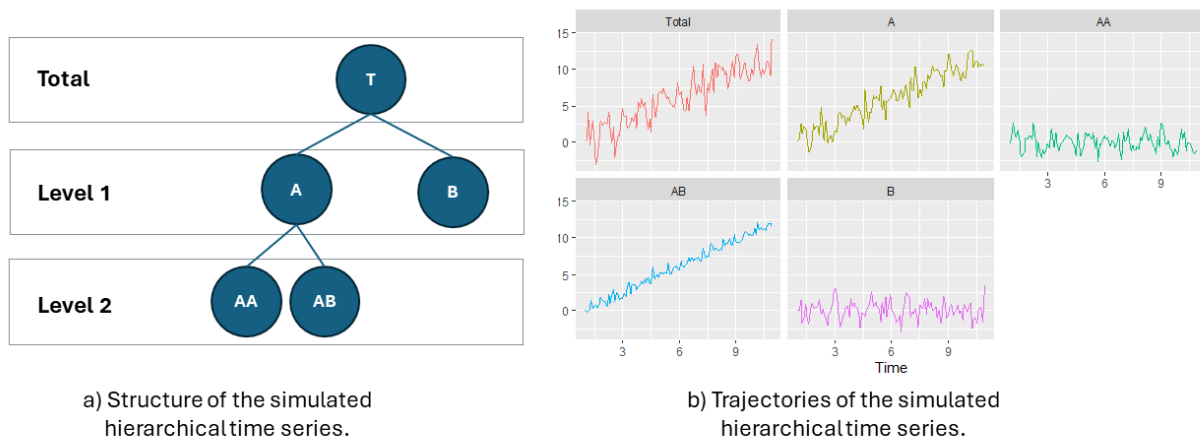 Total
T
Level 1
A
B
Level 2
AA
AB
a) Structure of the simulated
hierarchical time series.
Total
A
AA
15
10
5
0
3
6
9
AB
B
15
10
5
0
3
6
9
3
6
9
Time
b) Trajectories of the simulated
hierarchical time series.